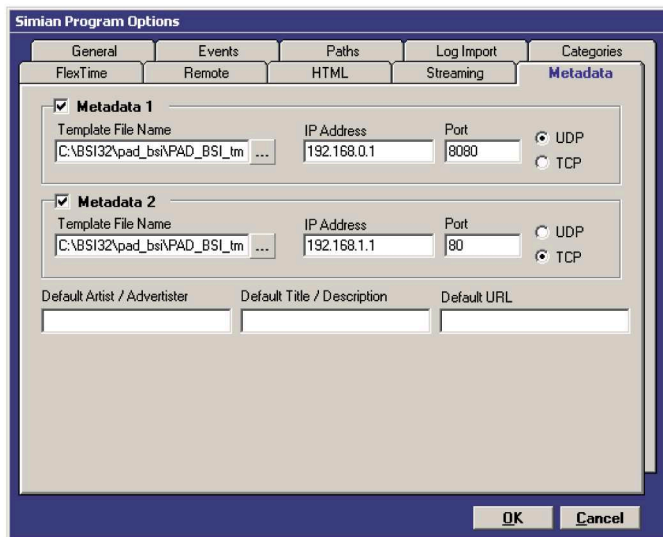 Simian Program Options
General Events Paths Log Import Categories
FlexTime Remote HTML Streaming Metadata
Metadata 1
Template File Name IP Address Port
C:\BSI32\pad_bsi\PAD_BSI_tm ... 192.168.0.1 8080 UDP
TCP
Metadata 2
Template File Name IP Address Port
C:\BSI32\pad_bsi\PAD_BSI_tm ... 192.168.1.1 80 UDP
TCP
Default Artist / Advertister Default Title / Description Default URL
OK Cancel